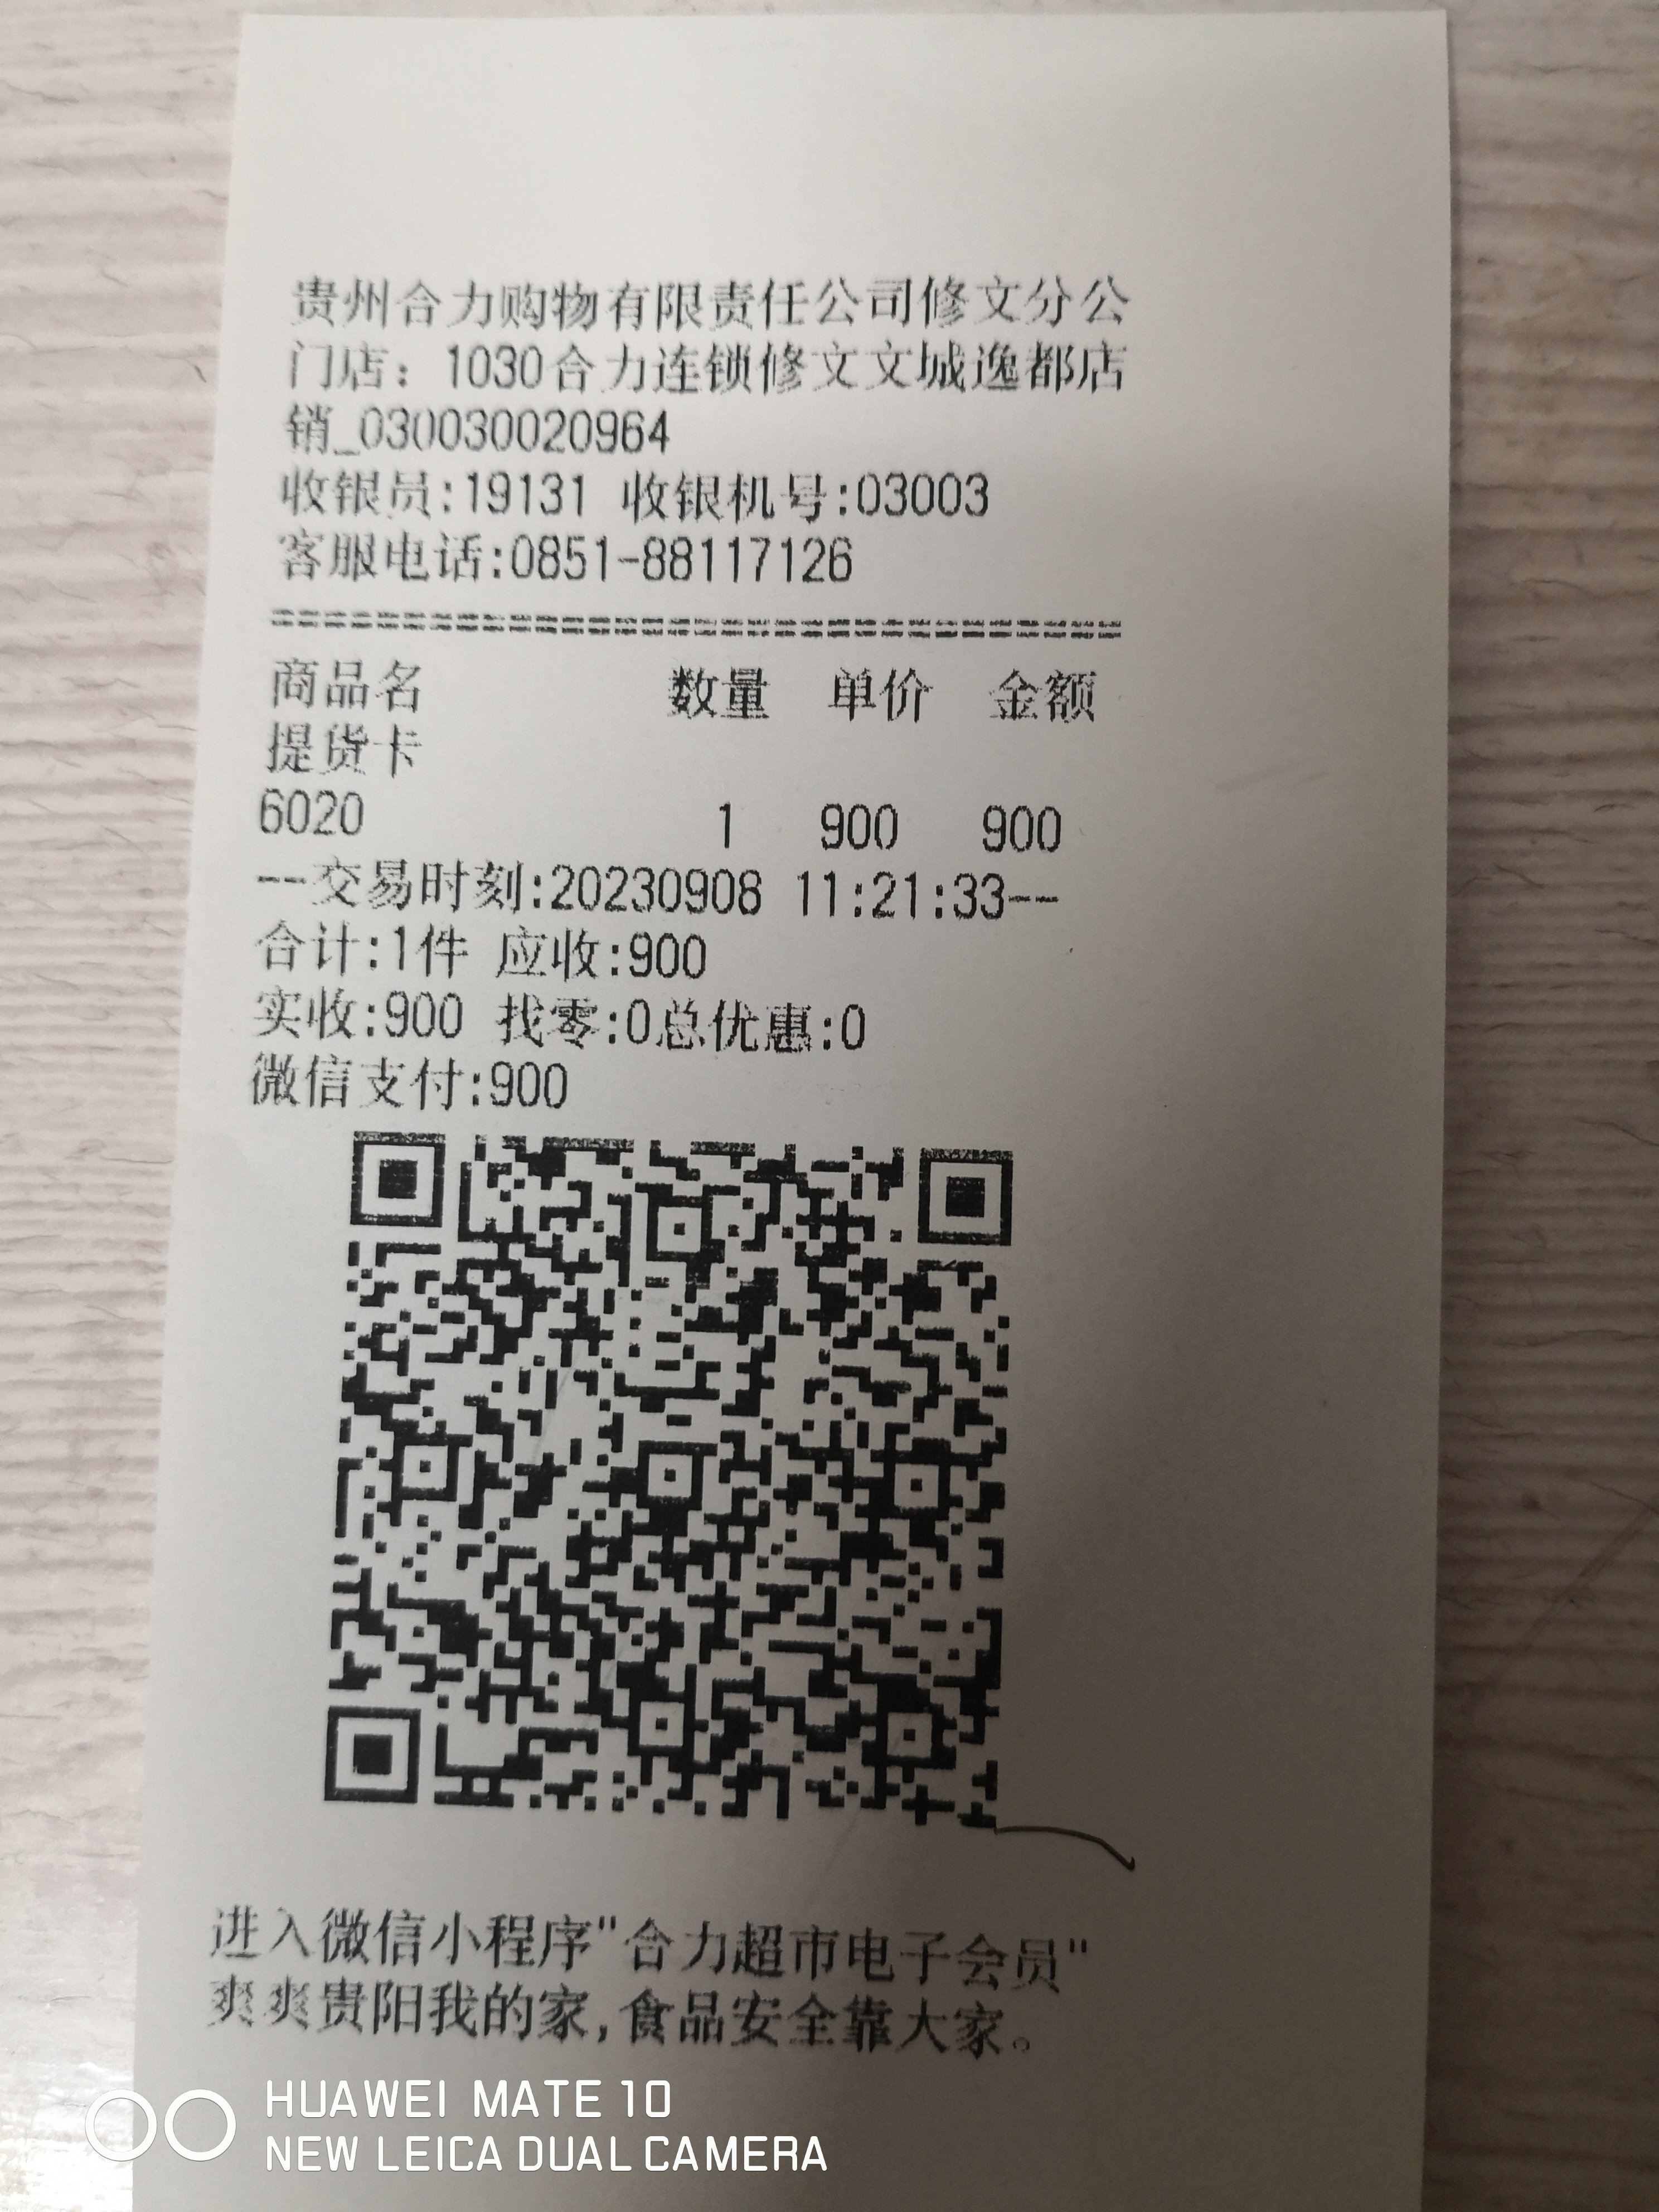 贵州合力购物有限责任公司修文分公
门店：1030合力连锁修文文城逸都店
销_030030020964
收银员:19131 收银机号:03003
客服电话:0851-88117126
================================
商品名 数量 单价 金额
提货卡
6020 1 900 900
--交易时刻:20230908 11:21:33--
合计:1件 应收:900
实收:900 找零:0总优惠:0
微信支付:900
进入微信小程序"合力超市电子会员"
爽爽贵阳我的家,食品安全靠大家。
HUAWEI MATE 10
NEW LEICA DUAL CAMERA